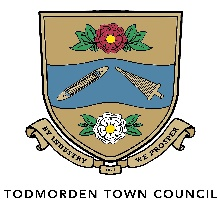 BY INDUSTRY WE PROSPER
TODMORDEN TOWN COUNCIL